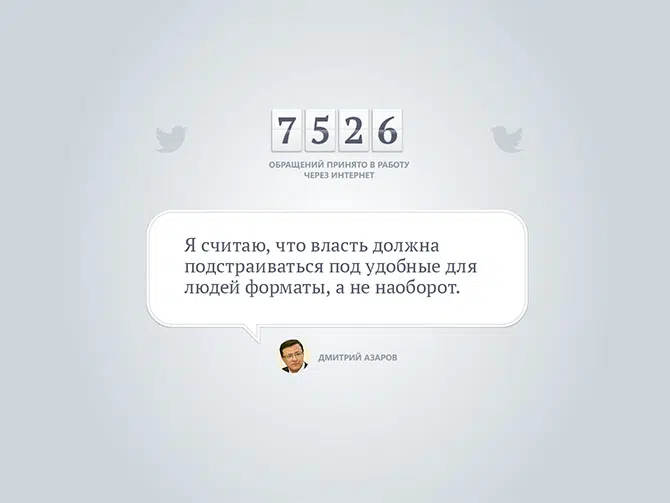 7526
ОБРАЩЕНИЙ ПРИНЯТО В РАБОТУ
ЧЕРЕЗ ИНТЕРНЕТ
Я считаю, что власть должна
подстраиваться под удобные для
людей форматы, а не наоборот.
ДМИТРИЙ АЗАРОВ